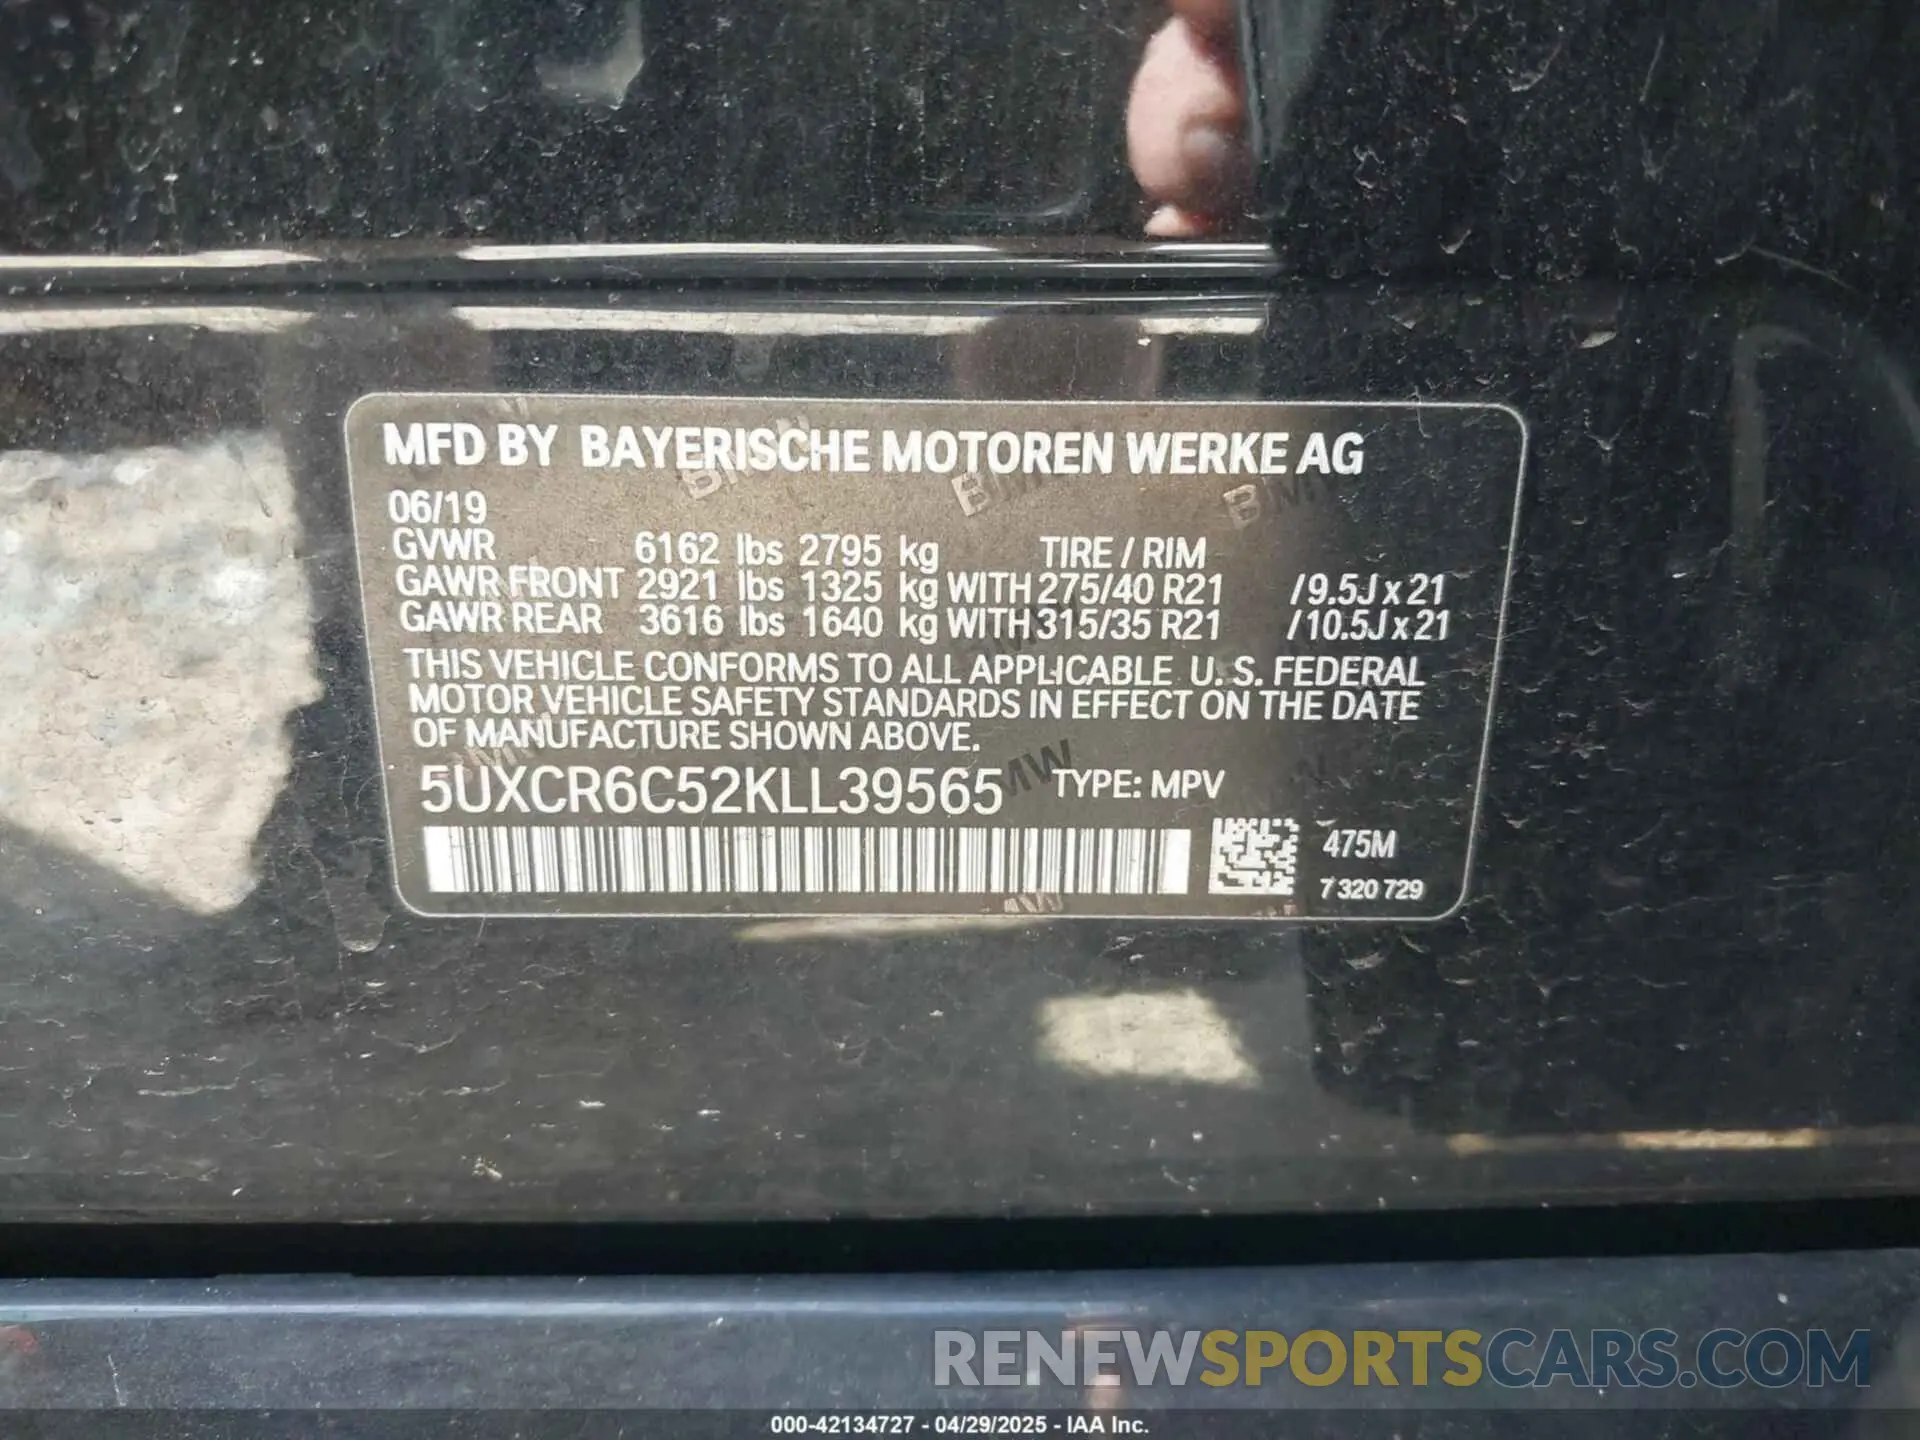 MFD BY BAYERISCHE MOTOREN WERKE AG
06/19
GVWR 6162 lbs 2795 kg TIRE / RIM
GAWR FRONT 2921 lbs 1325 kg WITH 275/40 R21 /9.5J x 21
GAWR REAR 3616 lbs 1640 kg WITH 315/35 R21 /10.5J x 21
THIS VEHICLE CONFORMS TO ALL APPLICABLE U. S. FEDERAL
MOTOR VEHICLE SAFETY STANDARDS IN EFFECT ON THE DATE
OF MANUFACTURE SHOWN ABOVE.
5UXCR6C52KLL39565 TYPE: MPV
475M
7 320 729
RENEWSPORTSCARS.COM
000-42134727 - 04/29/2025 - IAA Inc.